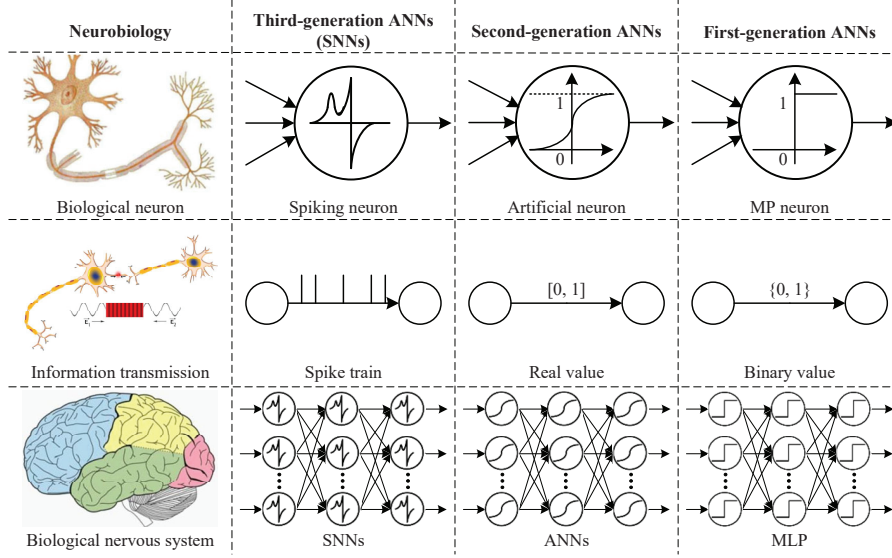 Neurobiology
Third-generation ANNs
(SNNs)
Second-generation ANNs
First-generation ANNs
1
0
1
0
Biological neuron
Spiking neuron
Artificial neuron
MP neuron
[0, 1]
{0, 1}
Information transmission
Spike train
Real value
Binary value
Biological nervous system
SNNs
ANNs
MLP